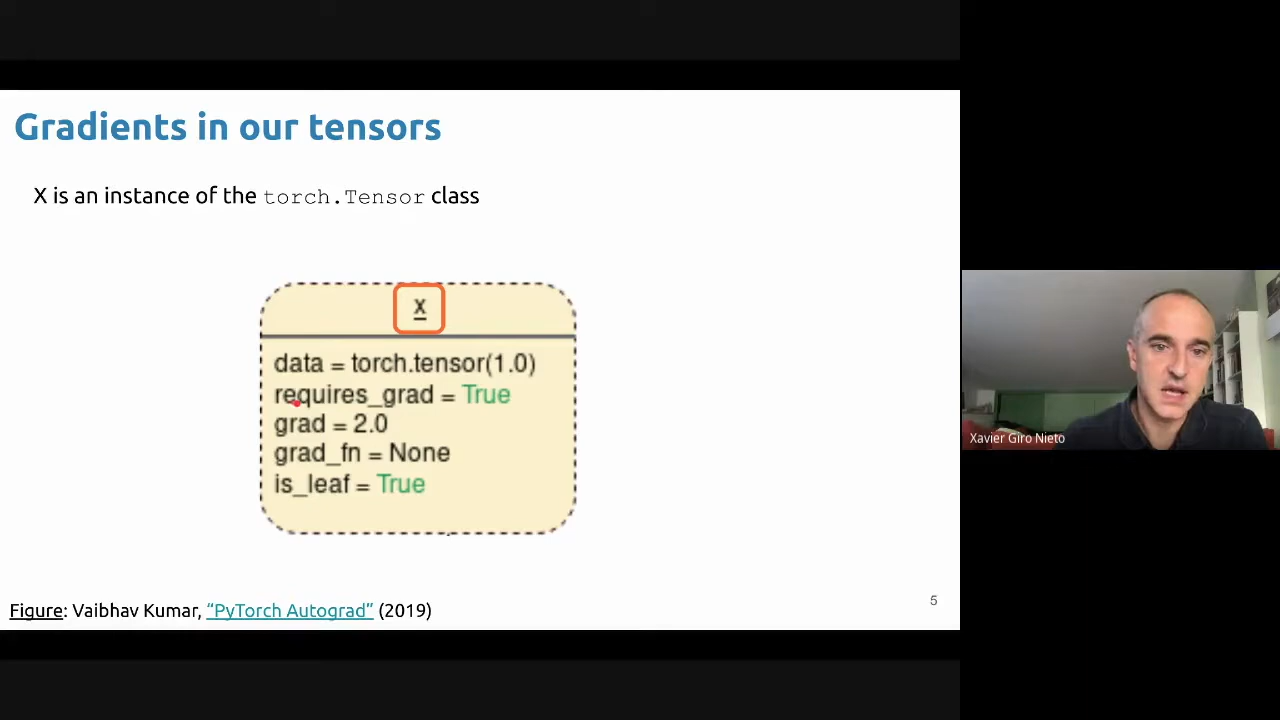 Gradients in our tensors
X is an instance of the torch.Tensor class
x
data = torch.tensor(1.0)
requires_grad = True
grad = 2.0
grad_fn = None
is_leaf = True
Figure: Vaibhav Kumar, “PyTorch Autograd” (2019)
5
Xavier Giro Nieto